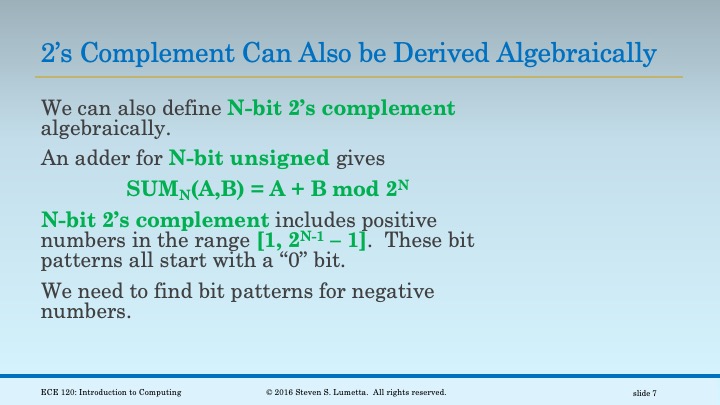 2’s Complement Can Also be Derived Algebraically
We can also define N-bit 2’s complement
algebraically.
An adder for N-bit unsigned gives
SUM_N(A,B) = A + B mod 2^N
N-bit 2’s complement includes positive
numbers in the range [1, 2^N-1 – 1].  These bit
patterns all start with a “0” bit.
We need to find bit patterns for negative
numbers.
ECE 120: Introduction to Computing
© 2016 Steven S. Lumetta.  All rights reserved.
slide 7